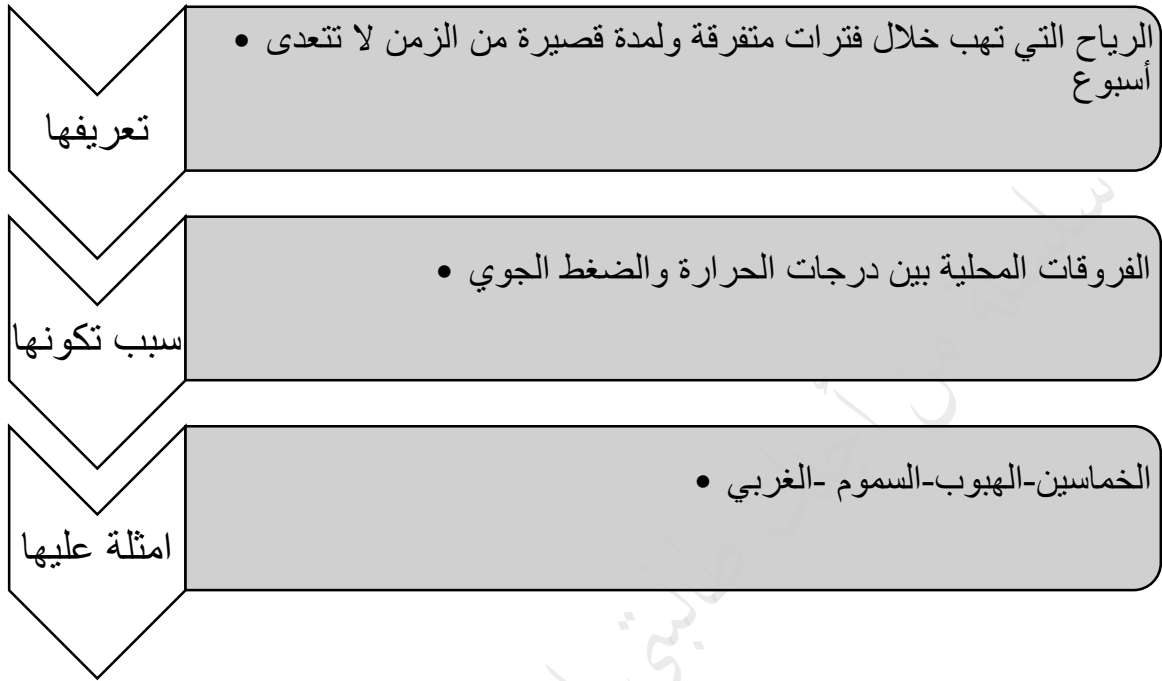 تعريفها
الرياح التي تهب خلال فترات متفرقة ولمدة قصيرة من الزمن لا تتعدى •
أسبوع
سبب تكونها
الفروقات المحلية بين درجات الحرارة والضغط الجوي •
امثلة عليها
الخماسين-الهبوب-السموم -الغربي •